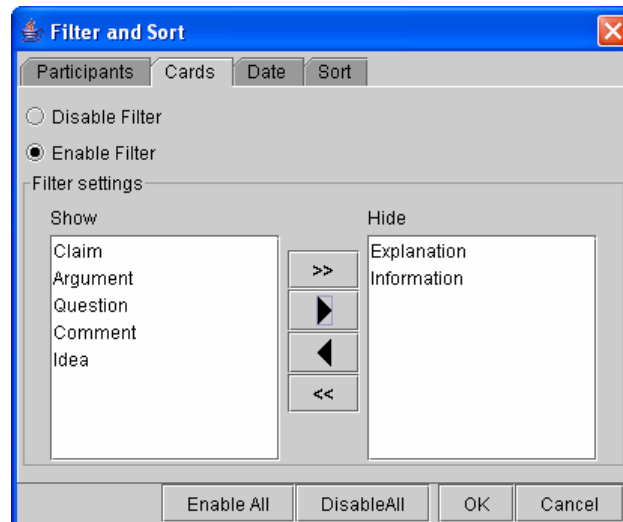 Filter and Sort
Participants Cards Date Sort
Disable Filter
Enable Filter
Filter settings
Show Hide
Claim
Argument
Question
Comment
Idea
>>
<<
Explanation
Information
Enable All DisableAll OK Cancel